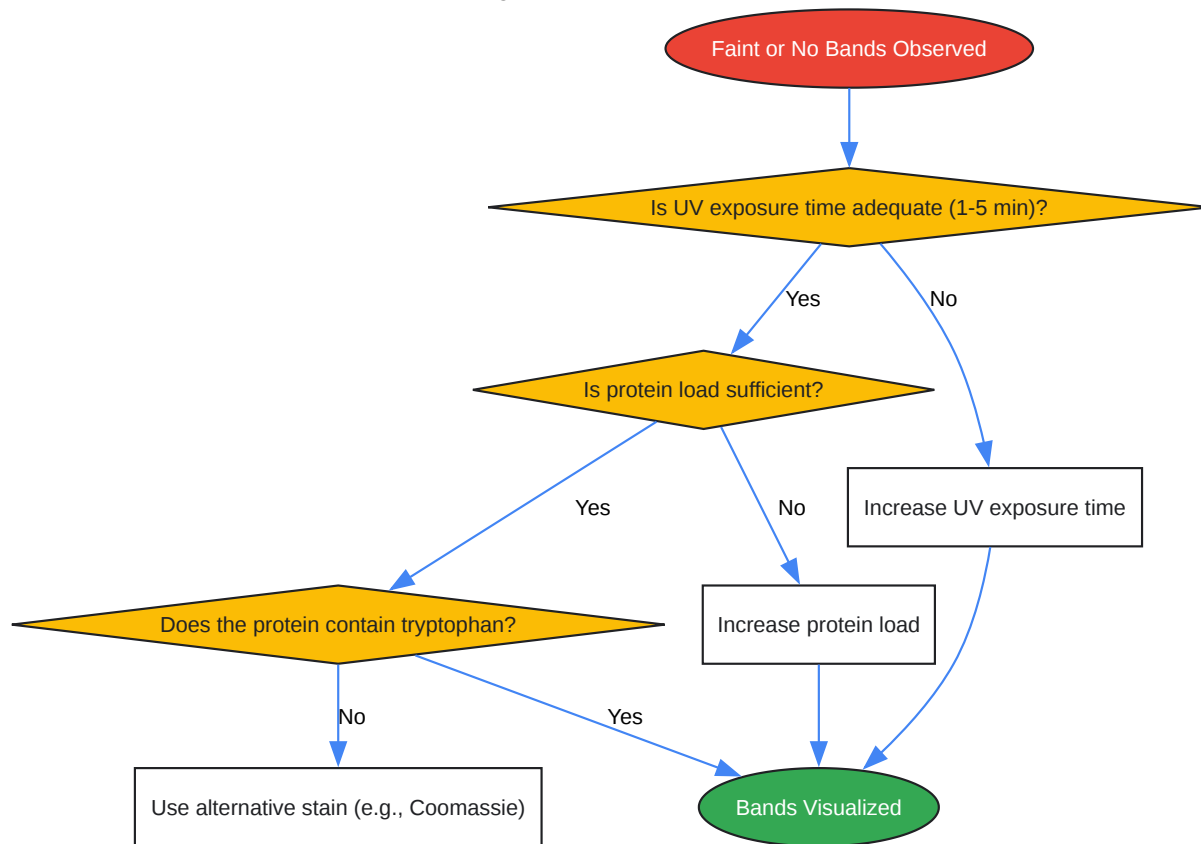 Faint or No Bands Observed
Is UV exposure time adequate (1-5 min)?
Yes
No
Is protein load sufficient?
Yes
No
Increase UV exposure time
Does the protein contain tryptophan?
Increase protein load
No
Yes
Use alternative stain (e.g., Coomassie)
Bands Visualized